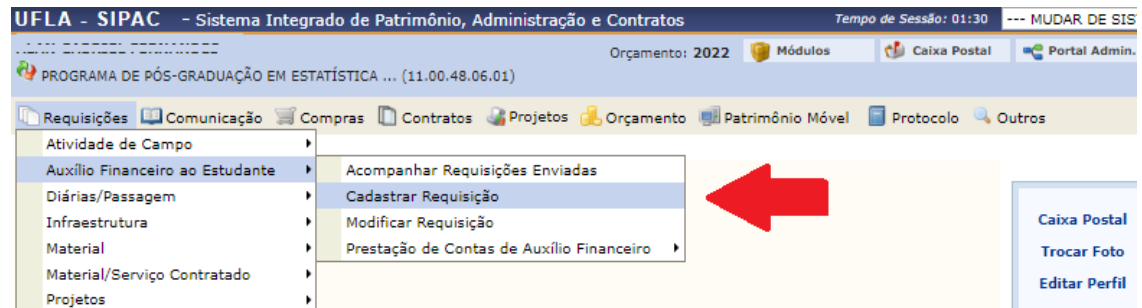 UFLA - SIPAC - Sistema Integrado de Patrimônio, Administração e Contratos Tempo de Sessão: 01:30 --- MUDAR DE SIS
Orçamento: 2022 Módulos Caixa Postal Portal Admin.
PROGRAMA DE PÓS-GRADUAÇÃO EM ESTATÍSTICA ... (11.00.48.06.01)
Requisições Comunicação Compras Contratos Projetos Orçamento Patrimônio Móvel Protocolo Outros
Atividade de Campo
Auxílio Financeiro ao Estudante
Diárias/Passagem
Infraestrutura
Material
Material/Serviço Contratado
Projetos
Acompanhar Requisições Enviadas
Cadastrar Requisição
Modificar Requisição
Prestação de Contas de Auxílio Financeiro
Caixa Postal
Trocar Foto
Editar Perfil